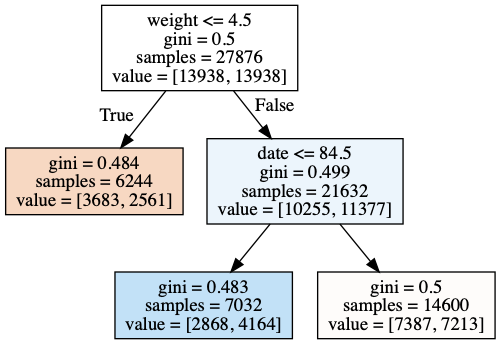 weight <= 4.5
gini = 0.5
samples = 27876
value = [13938, 13938]
True
False
gini = 0.484
samples = 6244
value = [3683, 2561]
date <= 84.5
gini = 0.499
samples = 21632
value = [10255, 11377]
gini = 0.483
samples = 7032
value = [2868, 4164]
gini = 0.5
samples = 14600
value = [7387, 7213]